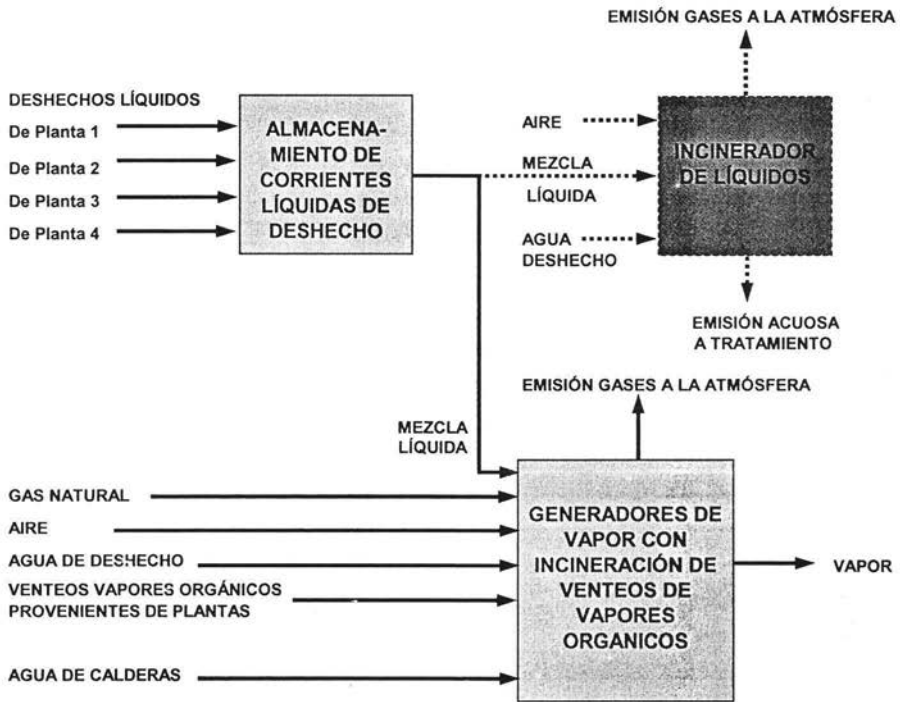 EMISIÓN GASES A LA ATMÓSFERA
DESHECHOS LÍQUIDOS
De Planta 1
De Planta 2
De Planta 3
De Planta 4
ALMACENA-
MIENTO DE
CORRIENTES
LÍQUIDAS DE
DESHECHO
AIRE
MEZCLA
LÍQUIDA
AGUA
DESHECHO
INCINERADOR
DE LÍQUIDOS
EMISIÓN ACUOSA
A TRATAMIENTO
EMISIÓN GASES A LA ATMÓSFERA
MEZCLA
LÍQUIDA
GAS NATURAL
AIRE
AGUA DE DESHECHO
VENTEOS VAPORES ORGÁNICOS
PROVENIENTES DE PLANTAS
AGUA DE CALDERAS
GENERADORES DE
VAPOR CON
INCINERACIÓN DE
VENTEOS DE
VAPORES
ORGANICOS
VAPOR